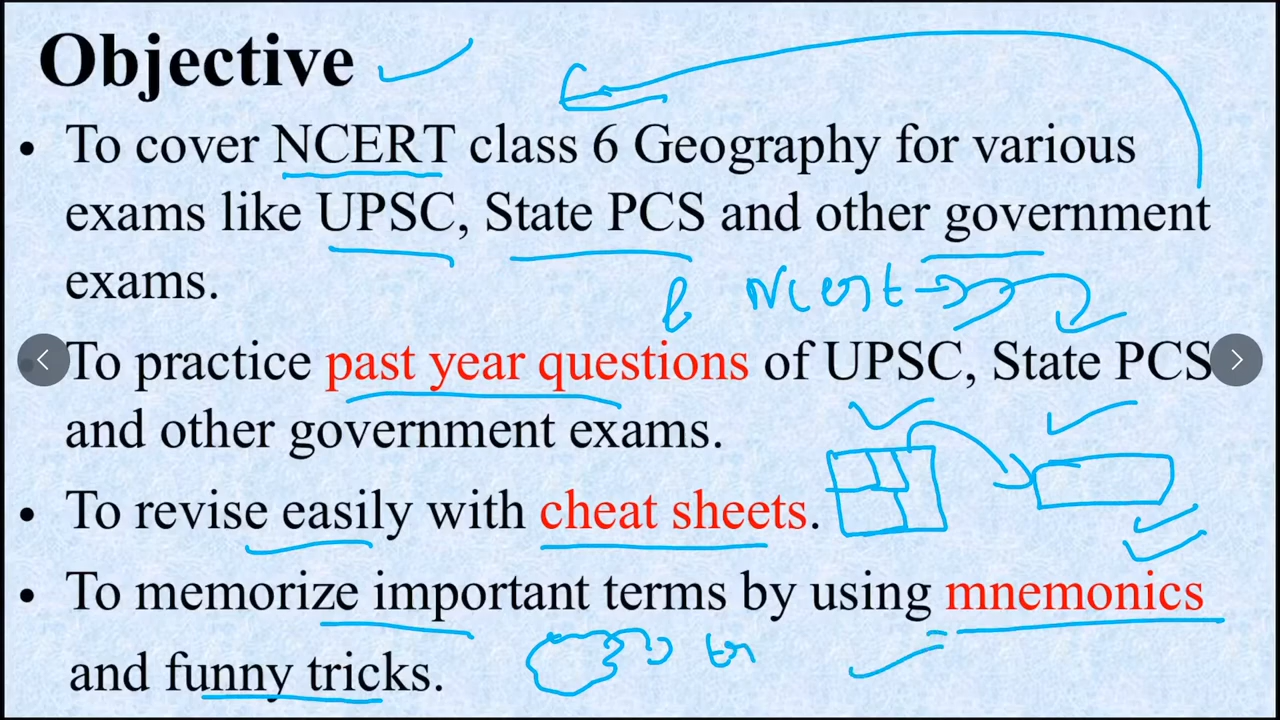 Objective
• To cover NCERT class 6 Geography for various
exams like UPSC, State PCS and other government
exams.
Ncert
• To practice past year questions of UPSC, State PCS
and other government exams.
• To revise easily with cheat sheets.
• To memorize important terms by using mnemonics
and funny tricks.